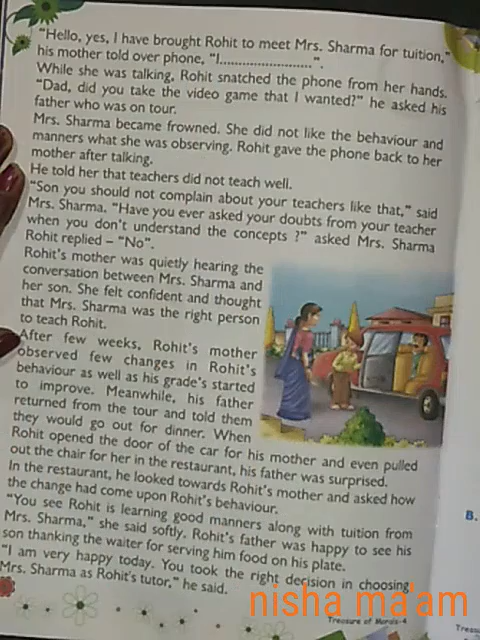 "Hello, yes, I have brought Rohit to meet Mrs. Sharma for tuition,"
his mother told over phone, "I..........................".
While she was talking, Rohit snatched the phone from her hands.
"Dad, did you take the video game that I wanted?" he asked his
father who was on tour.
Mrs. Sharma became frowned. She did not like the behaviour and
manners what she was observing. Rohit gave the phone back to her
mother after talking.
He told her that teachers did not teach well.
"Son you should not complain about your teachers like that," said
Mrs. Sharma. "Have you ever asked your doubts from your teacher
when you don't understand the concepts ?" asked Mrs. Sharma
Rohit replied – "No".
Rohit's mother was quietly hearing the
conversation between Mrs. Sharma and
her son. She felt confident and thought
that Mrs. Sharma was the right person
to teach Rohit.
After few weeks, Rohit's mother
observed few changes in Rohit's
behaviour as well as his grade's started
to improve. Meanwhile, his father
returned from the tour and told them
they would go out for dinner. When
Rohit opened the door of the car for his mother and even pulled
out the chair for her in the restaurant, his father was surprised.
In the restaurant, he looked towards Rohit's mother and asked how
the change had come upon Rohit's behaviour.
"You see Rohit is learning good manners along with tuition from
Mrs. Sharma," she said softly. Rohit's father was happy to see his
son thanking the waiter for serving him food on his plate.
"I am very happy today. You took the right decision in choosing
Mrs. Sharma as Rohit's tutor," he said.
nisha ma'am
Treasure of Morals-4
B.